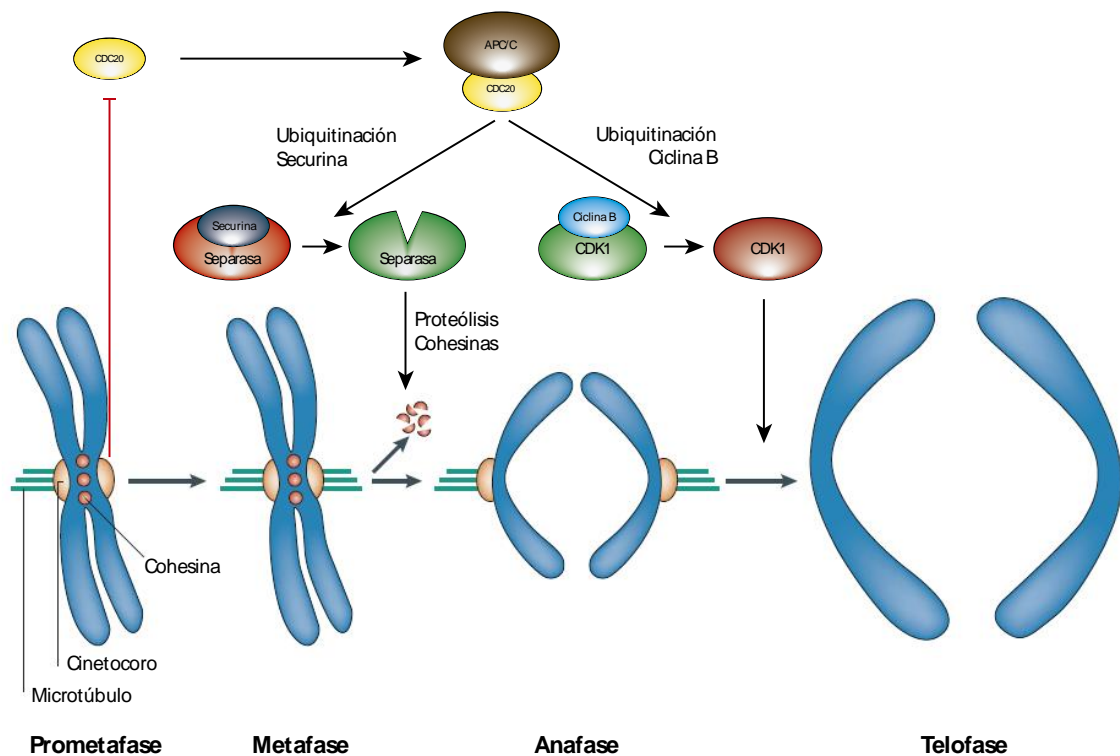 CDC20
APC/C
CDC20
Ubiquitinación
Securina
Ubiquitinación
Ciclina B
Securina
Separasa
Separasa
Ciclina B
CDK1
CDK1
Proteólisis
Cohesinas
Cohesina
Cinetocoro
Microtúbulo
Prometafase
Metafase
Anafase
Telofase